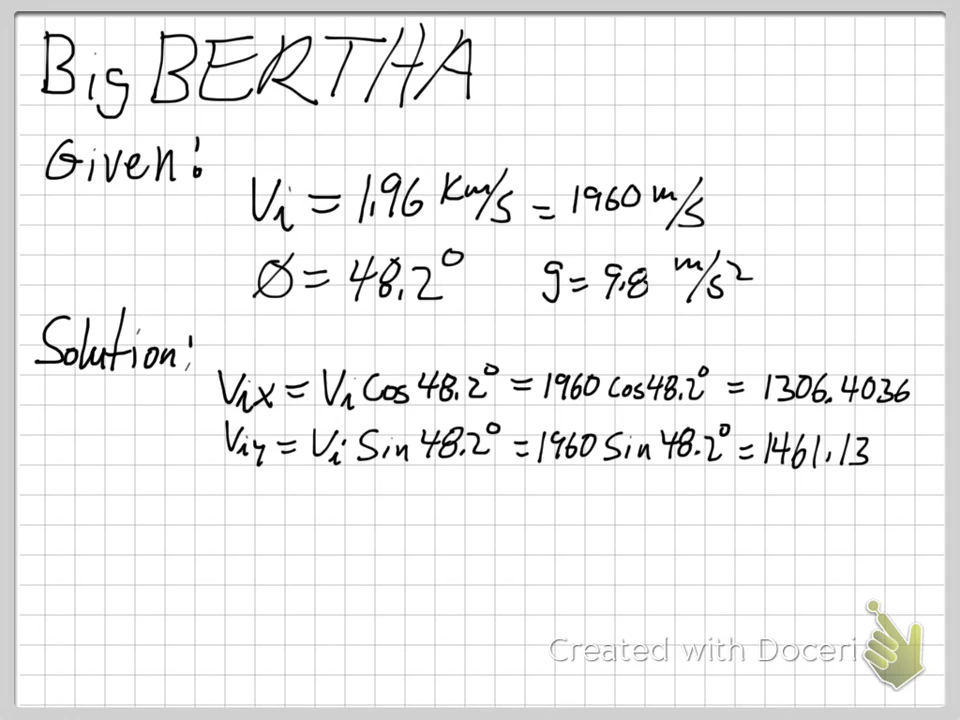 Big BERTHA
Given:
Vi = 1.96 Km/s = 1960 m/s
Ø = 48.2° g = 9.8 m/s²
Solution:
Vix = Vi Cos 48.2° = 1960 cos 48.2° = 1306.4036
Viy = Vi Sin 48.2° = 1960 Sin 48.2° = 1461.13
Created with Doceri